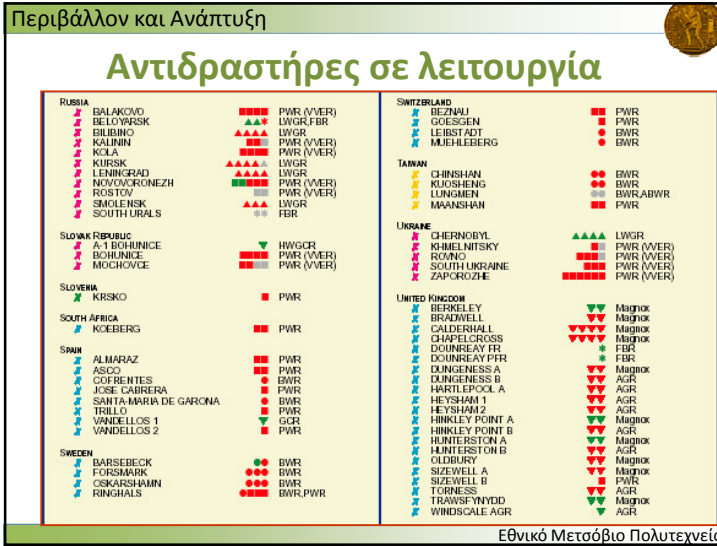 Περιβάλλον και Ανάπτυξη
Αντιδραστήρες σε λειτουργία
RUSSIA
BALAKOVO PWR (VVER)
BELOYARSK LWGR,FBR
BILIBINO LWGR
KALININ PWR (VVER)
KOLA PWR (VVER)
KURSK LWGR
LENINGRAD LWGR
NOVOVORONEZH PWR (VVER)
ROSTOV PWR (VVER)
SMOLENSK LWGR
SOUTH URALS FBR
SLOVAK REPUBLIC
A-1 BOHUNICE HWGCR
BOHUNICE PWR (VVER)
MOCHOVCE PWR (VVER)
SLOVENIA
KRSKO PWR
SOUTH AFRICA
KOEBERG PWR
SPAIN
ALMARAZ PWR
ASCO PWR
COFRENTES BWR
JOSE CABRERA PWR
SANTA-MARIA DE GARONA BWR
TRILLO PWR
VANDELLOS 1 GCR
VANDELLOS 2 PWR
SWEDEN
BARSEBECK BWR
FORSMARK BWR
OSKARSHAMN BWR
RINGHALS BWR,PWR
SWITZERLAND
BEZNAU PWR
GOESGEN PWR
LEIBSTADT BWR
MUEHLEBERG BWR
TAIWAN
CHINSHAN BWR
KUOSHENG BWR
LUNGMEN BWR,ABWR
MAANSHAN PWR
UKRAINE
CHERNOBYL LWGR
KHMELNITSKY PWR (VVER)
ROVNO PWR (VVER)
SOUTH UKRAINE PWR (VVER)
ZAPOROZHE PWR (VVER)
UNITED KINGDOM
BERKELEY Magnox
BRADWELL Magnox
CALDERHALL Magnox
CHAPELCROSS Magnox
DOUNREAY FR FBR
DOUNREAY PFR FBR
DUNGENESS A Magnox
DUNGENESS B AGR
HARTLEPOOL A AGR
HEYSHAM 1 AGR
HEYSHAM 2 AGR
HINKLEY POINT A Magnox
HINKLEY POINT B AGR
HUNTERSTON A Magnox
HUNTERSTON B AGR
OLDBURY Magnox
SIZEWELL A Magnox
SIZEWELL B PWR
TORNESS AGR
TRAWSFYNYDD Magnox
WINDSCALE AGR AGR
Εθνικό Μετσόβιο Πολυτεχνείο